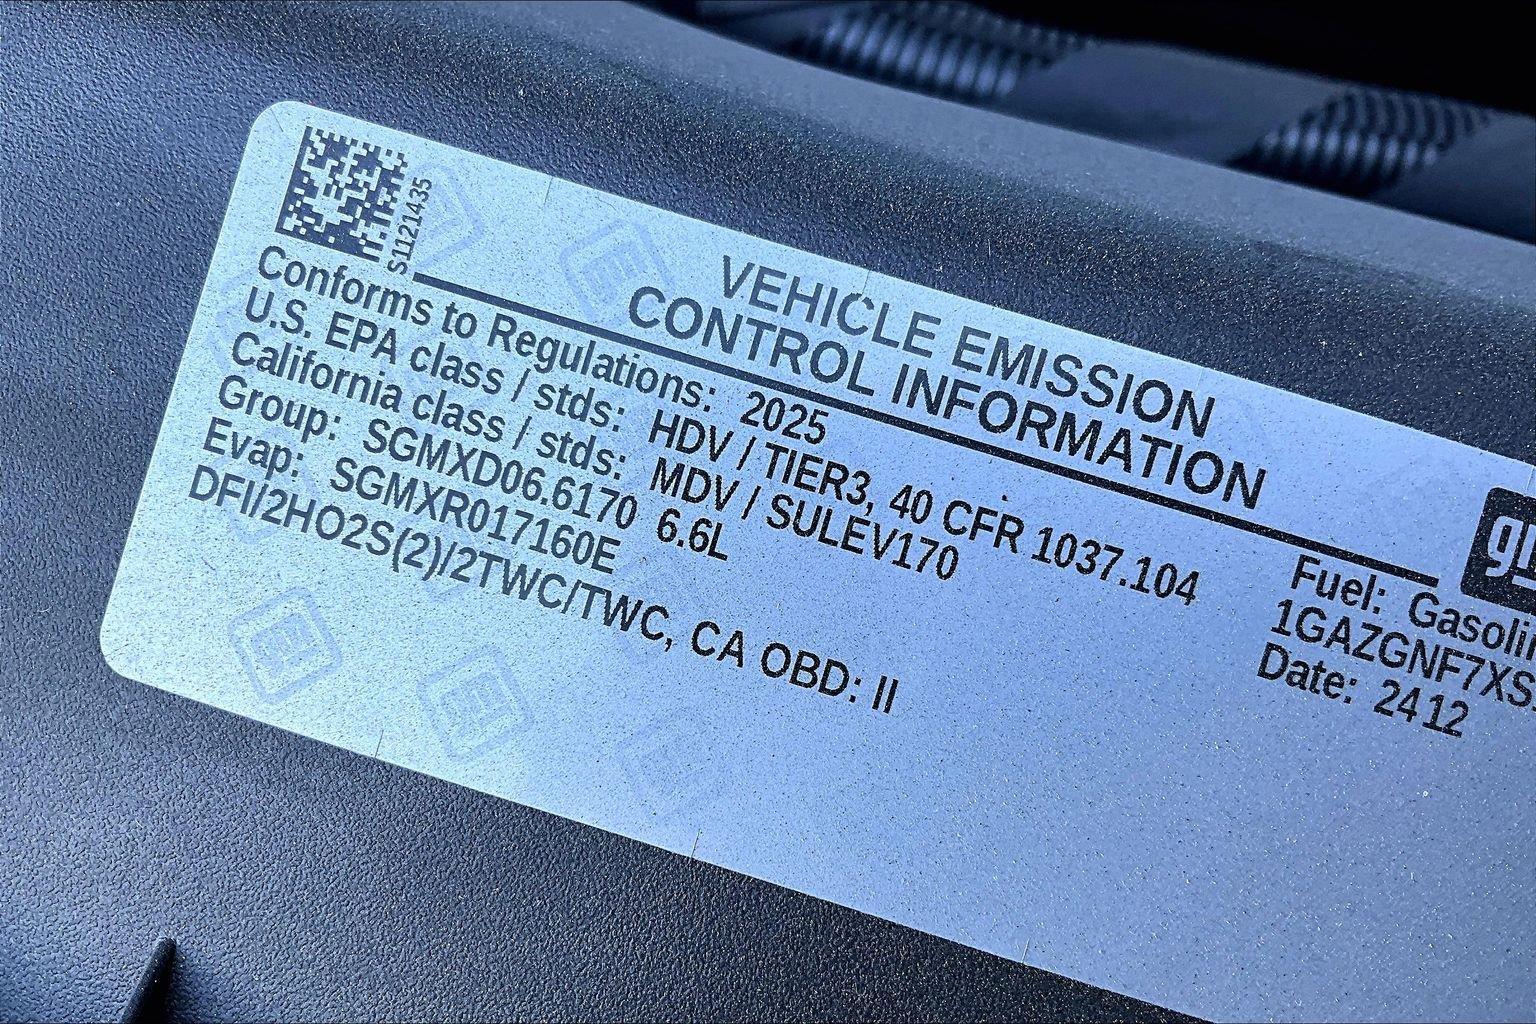 S1121435
VEHICLE EMISSION
CONTROL INFORMATION
Conforms to Regulations: 2025
U.S. EPA class / stds: HDV / TIER3, 40 CFR 1037.104
California class / stds: MDV / SULEV170
Group: SGMXD06.6170 6.6L
Evap: SGMXR017160E
DFI/2HO2S(2)/2TWC/TWC, CA OBD: II
Fuel:
Date: 2412
gm